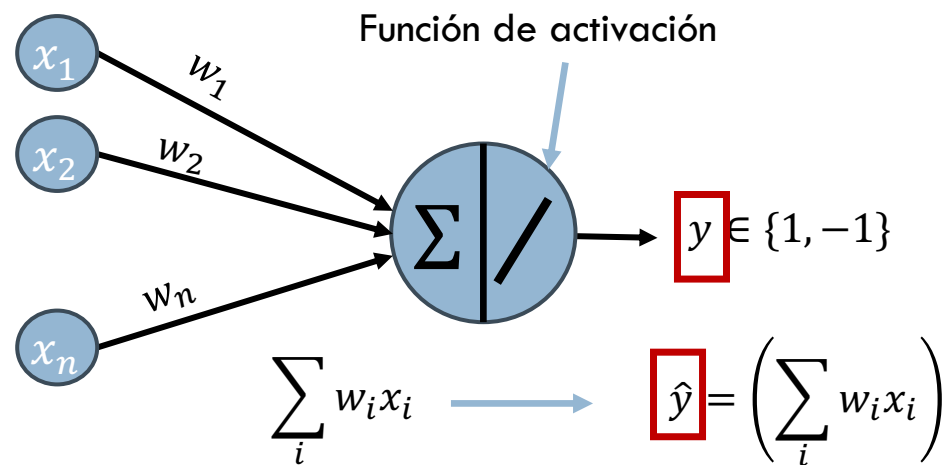 Función de activación
x₁
w₁
x₂
w₂
Σ
y ∈ {1, −1}
wₙ
xₙ
∑ᵢ wᵢxᵢ
ŷ = (∑ᵢ wᵢxᵢ)